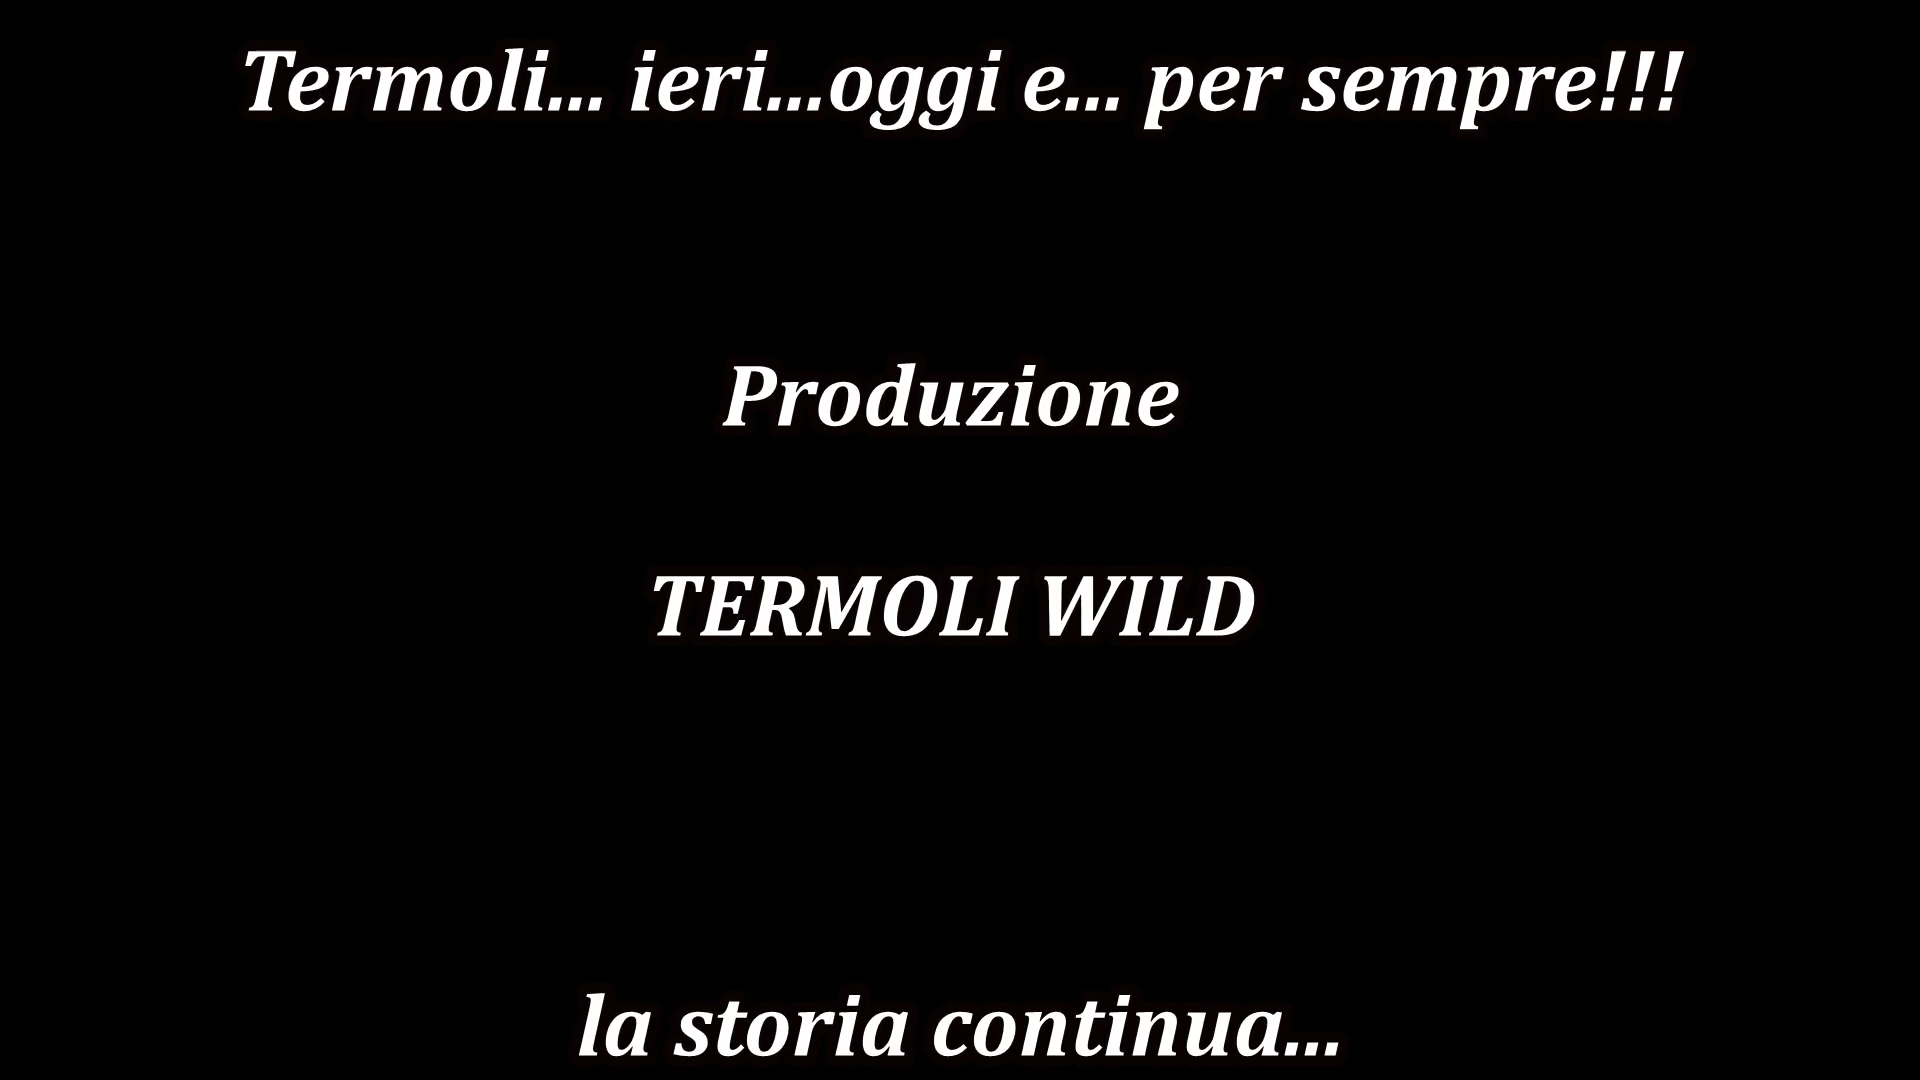 Termoli... ieri...oggi e... per sempre!!!
Produzione
TERMOLI WILD
la storia continua...